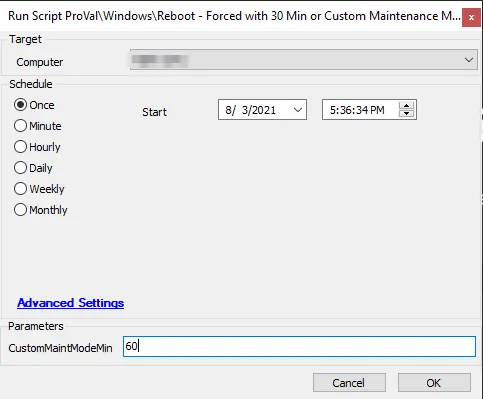 Run Script ProVal\Windows\Reboot - Forced with 30 Min or Custom Maintenance M... x
Target
Computer
Schedule
Once
Start 8/ 3/2021 5:36:34 PM
Minute
Hourly
Daily
Weekly
Monthly
Advanced Settings
Parameters
CustomMaintModeMin 60
Cancel OK